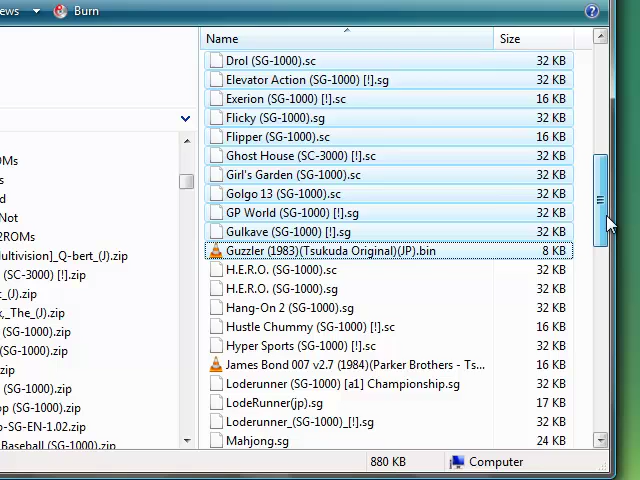 ews Burn
Name Size
Drol (SG-1000).sc 32 KB
Elevator Action (SG-1000) [!].sg 32 KB
Exerion (SG-1000) [!].sc 16 KB
Flicky (SG-1000).sg 32 KB
Flipper (SG-1000).sc 16 KB
Ghost House (SC-3000) [!].sc 32 KB
Girl's Garden (SG-1000).sc 32 KB
Golgo 13 (SG-1000).sc 32 KB
GP World (SG-1000) [!].sg 32 KB
Gulkave (SG-1000) [!].sg 32 KB
Guzzler (1983)(Tsukuda Original)(JP).bin 8 KB
H.E.R.O. (SG-1000).sc 32 KB
H.E.R.O. (SG-1000).sg 32 KB
Hang-On 2 (SG-1000).sg 32 KB
Hustle Chummy (SG-1000) [!].sc 16 KB
Hyper Sports (SG-1000) [!].sc 32 KB
James Bond 007 v2.7 (1984)(Parker Brothers - Ts... 16 KB
Loderunner (SG-1000) [a1] Championship.sg 32 KB
LodeRunner(jp).sg 17 KB
Loderunner_(SG-1000)_[!].sg 32 KB
Mahjong.sg 24 KB
OMs
s
d
Not
2ROMs
Multivision]_Q-bert_(J).zip
(SC-3000) [!].zip
c_(J).zip
x,_The_(J).zip
(SG-1000).zip
(SG-1000).zip
.zip
(SG-1000).zip
p-SG-EN-1.02.zip
Baseball (SG-1000).zip
880 KB Computer